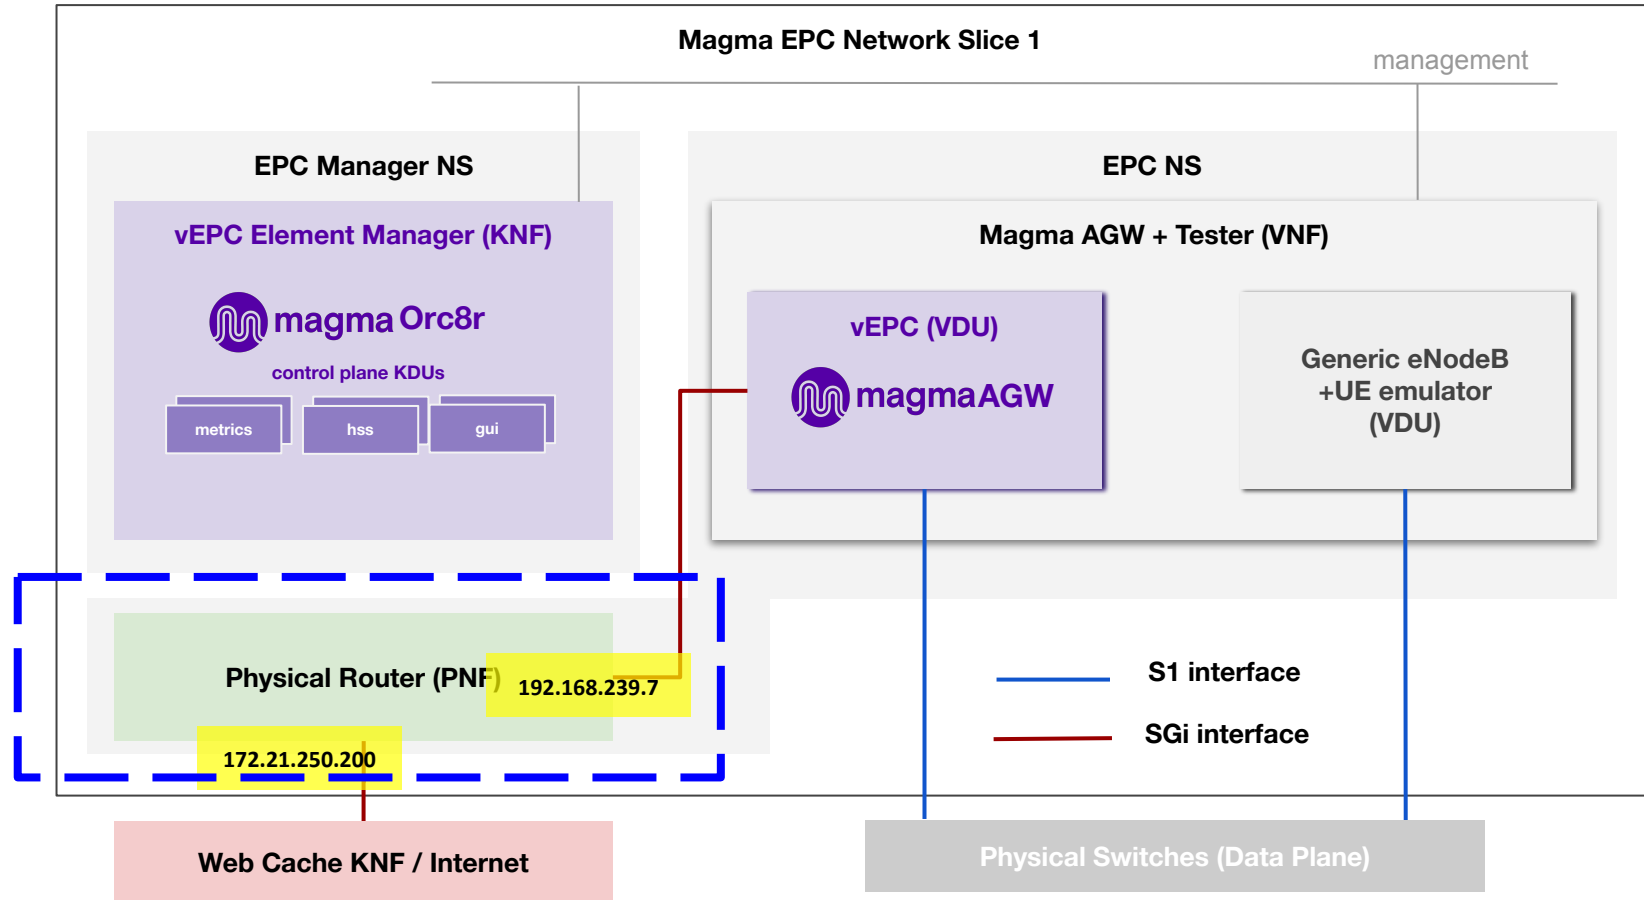 Magma EPC Network Slice 1
management
EPC Manager NS
EPC NS
vEPC Element Manager (KNF)
magma Orc8r
control plane KDUs
metrics
hss
gui
Magma AGW + Tester (VNF)
vEPC (VDU)
magmaAGW
Generic eNodeB
+UE emulator
(VDU)
Physical Router (PNF)
192.168.239.7
172.21.250.200
S1 interface
SGi interface
Web Cache KNF / Internet
Physical Switches (Data Plane)